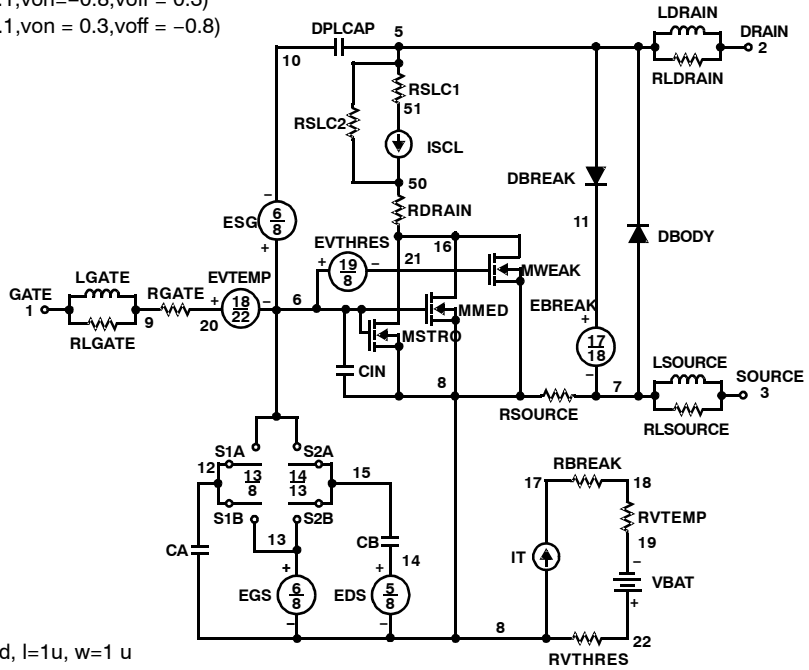 .1,von=−0.8,voff = 0.3)
.1,von = 0.3,voff = −0.8)
LDRAIN
DPLCAP 5 DRAIN
10 2
RLDRAIN
RSLC1
51
RSLC2
ISCL
50
DBREAK
RDRAIN
ESG 6/8
11
DBODY
EVTHRES 16
21
+ 19/8 −
MWEAK
LGATE EVTEMP
GATE RGATE + 18/22 − 6
EBREAK
MMED
1 9 20
MSTRO
RLGATE
+ 17/18 −
CIN
LSOURCE
8 7 SOURCE
3
RSOURCE
RLSOURCE
S1A S2A
12 13/8 14/13 15
RBREAK
17 18
S1B S2B
RVTEMP
13 CB
CA 14
19
IT
−
+ +
EGS 6/8 EDS 5/8
VBAT
+
− − 8 22
RVTHRES
d, l=1u, w=1 u